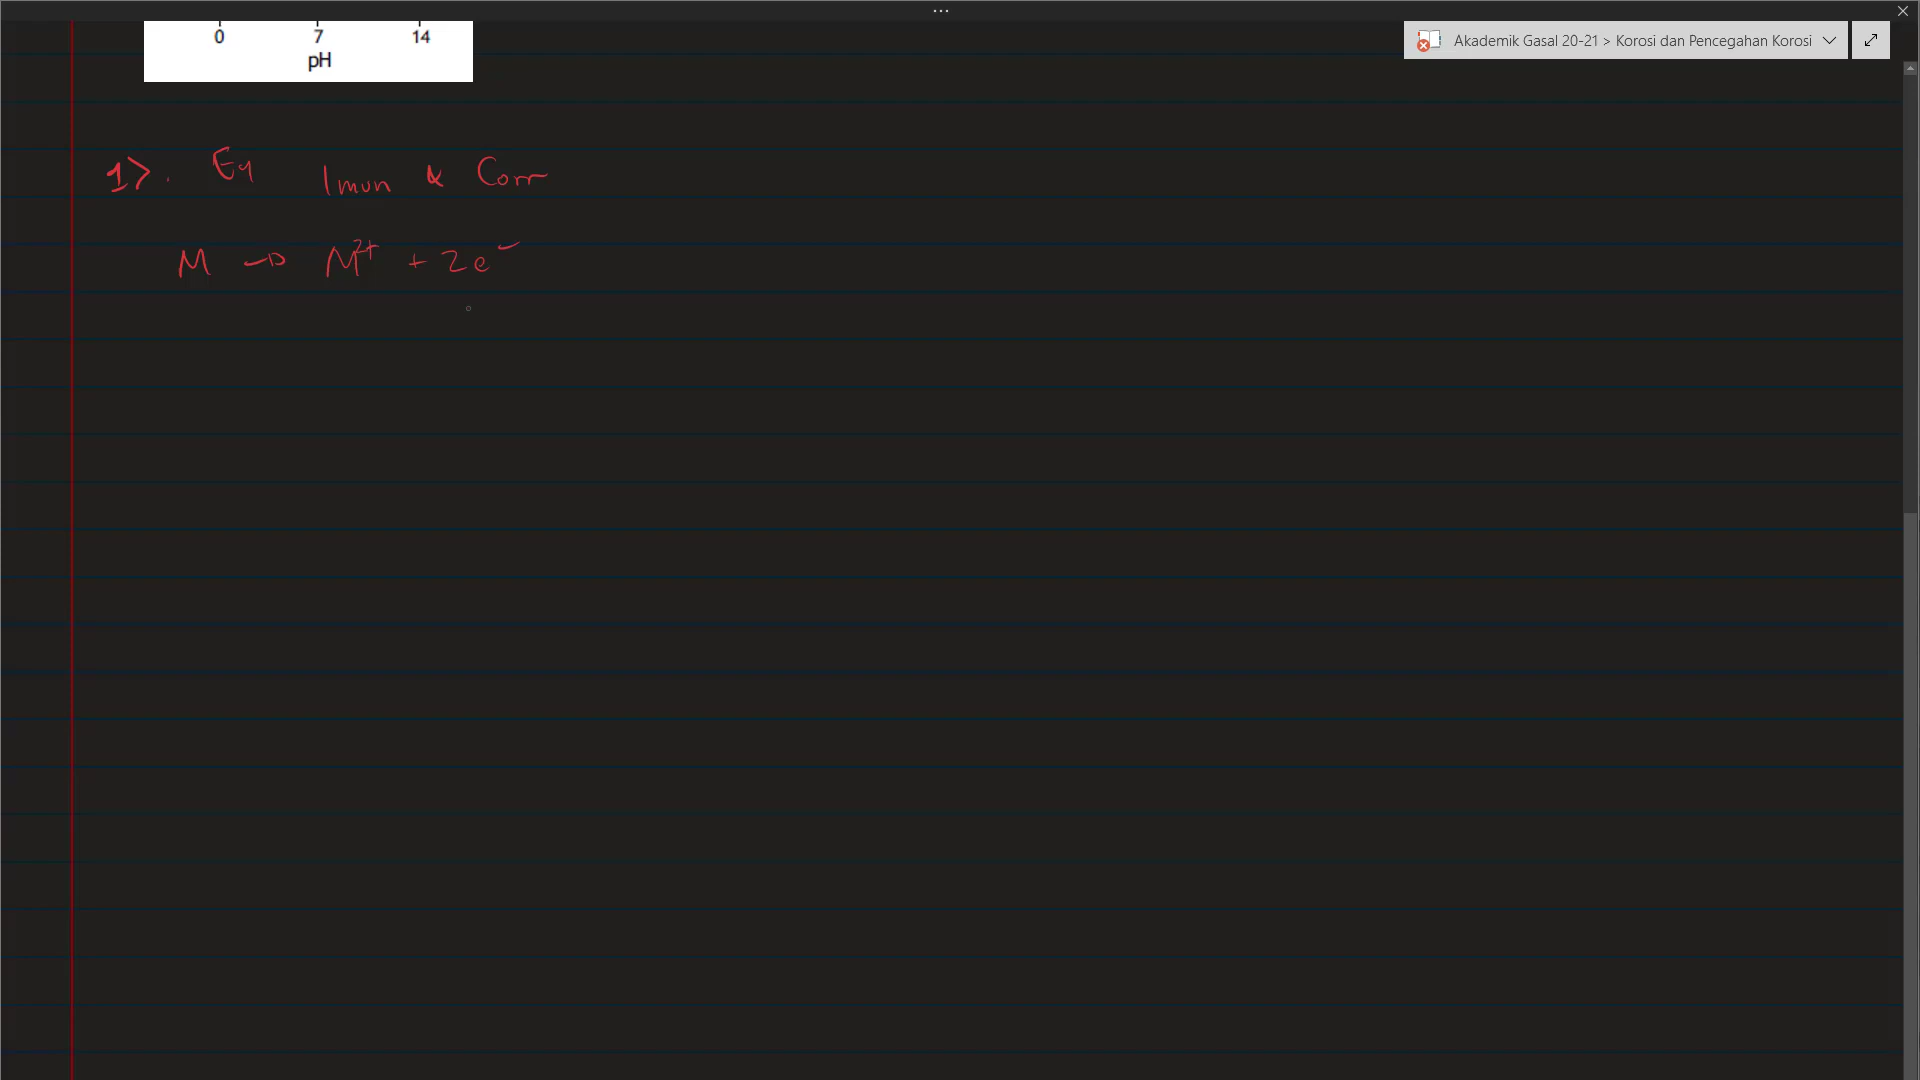 Akademik Gasal 20-21 > Korosi dan Pencegahan Korosi
0 7 14
pH
1>. Eq Imun & Corr
M → M²⁺ + 2e⁻